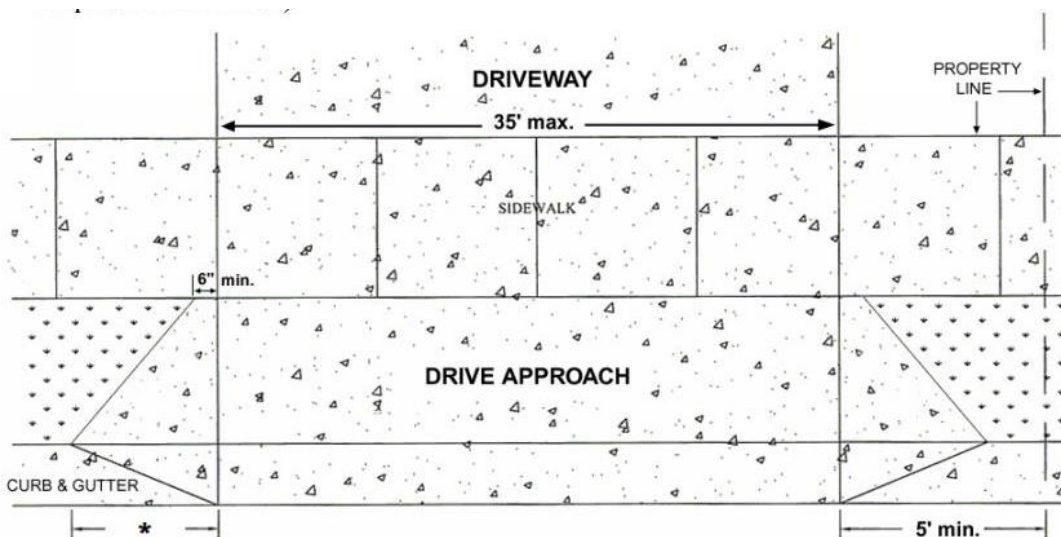 DRIVEWAY
PROPERTY
LINE
35' max.
SIDEWALK
6" min.
DRIVE APPROACH
CURB & GUTTER
*
5' min.